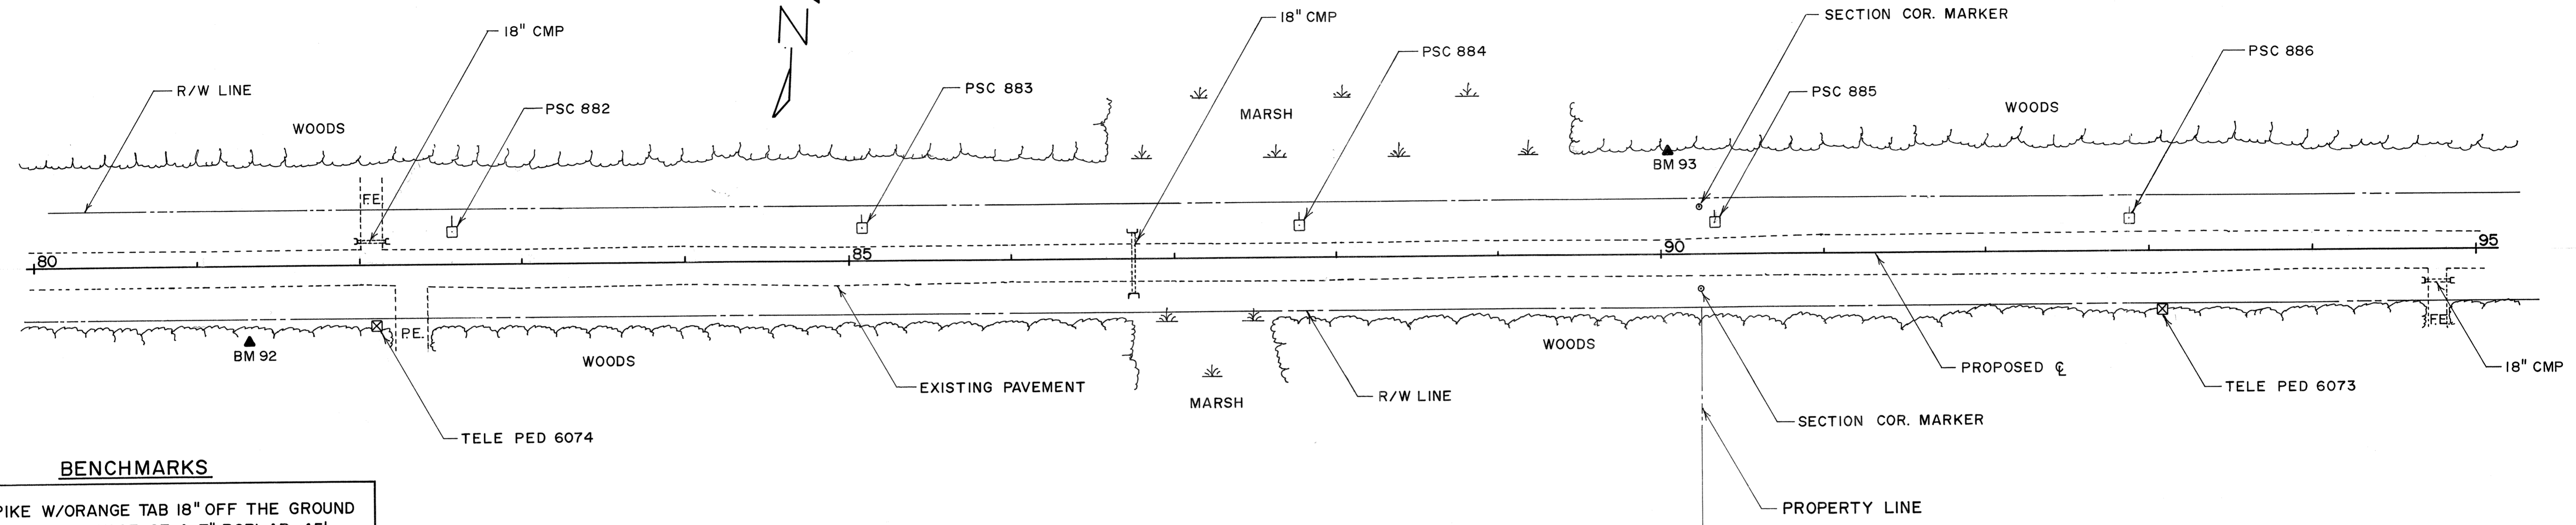 18" CMP
N
18" CMP
SECTION COR. MARKER
PSC 884
PSC 886
R/W LINE
PSC 882
PSC 883
PSC 885
WOODS
MARSH
WOODS
BM 93
F.E.
80
85
90
95
P.E.
F.E.
BM 92
WOODS
WOODS
EXISTING PAVEMENT
MARSH
R/W LINE
PROPOSED ℄
18" CMP
TELE PED 6073
TELE PED 6074
SECTION COR. MARKER
BENCHMARKS
PIKE W/ORANGE TAB 18" OFF THE GROUND
PROPERTY LINE